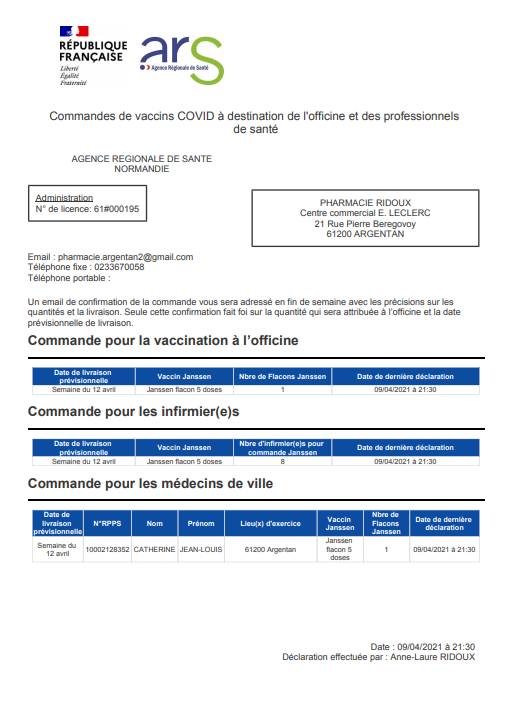 RÉPUBLIQUE
FRANÇAISE
Liberté
Égalité
Fraternité
ars
Agence Régionale de Santé
Commandes de vaccins COVID à destination de l'officine et des professionnels
de santé
AGENCE REGIONALE DE SANTE
NORMANDIE
Administration
N° de licence: 61#000195
PHARMACIE RIDOUX
Centre commercial E. LECLERC
21 Rue Pierre Beregovoy
61200 ARGENTAN
Email : pharmacie.argentan2@gmail.com
Téléphone fixe : 0233670058
Téléphone portable :
Un email de confirmation de la commande vous sera adressé en fin de semaine avec les précisions sur les
quantités et la livraison. Seule cette confirmation fait foi sur la quantité qui sera attribuée à l'officine et la date
prévisionnelle de livraison.
Commande pour la vaccination à l'officine
Date de livraison prévisionnelle Vaccin Janssen Nbre de Flacons Janssen Date de dernière déclaration
Semaine du 12 avril Janssen flacon 5 doses 1 09/04/2021 à 21:30
Commande pour les infirmier(e)s
Date de livraison prévisionnelle Vaccin Janssen Nbre d'infirmier(e)s pour commande Janssen Date de dernière déclaration
Semaine du 12 avril Janssen flacon 5 doses 8 09/04/2021 à 21:30
Commande pour les médecins de ville
Date de livraison prévisionnelle N°RPPS Nom Prénom Lieu(x) d'exercice Vaccin Janssen Nbre de Flacons Janssen Date de dernière déclaration
Semaine du 12 avril 10002128352 CATHERINE JEAN-LOUIS 61200 Argentan Janssen flacon 5 doses 1 09/04/2021 à 21:30
Date : 09/04/2021 à 21:30
Déclaration effectuée par : Anne-Laure RIDOUX